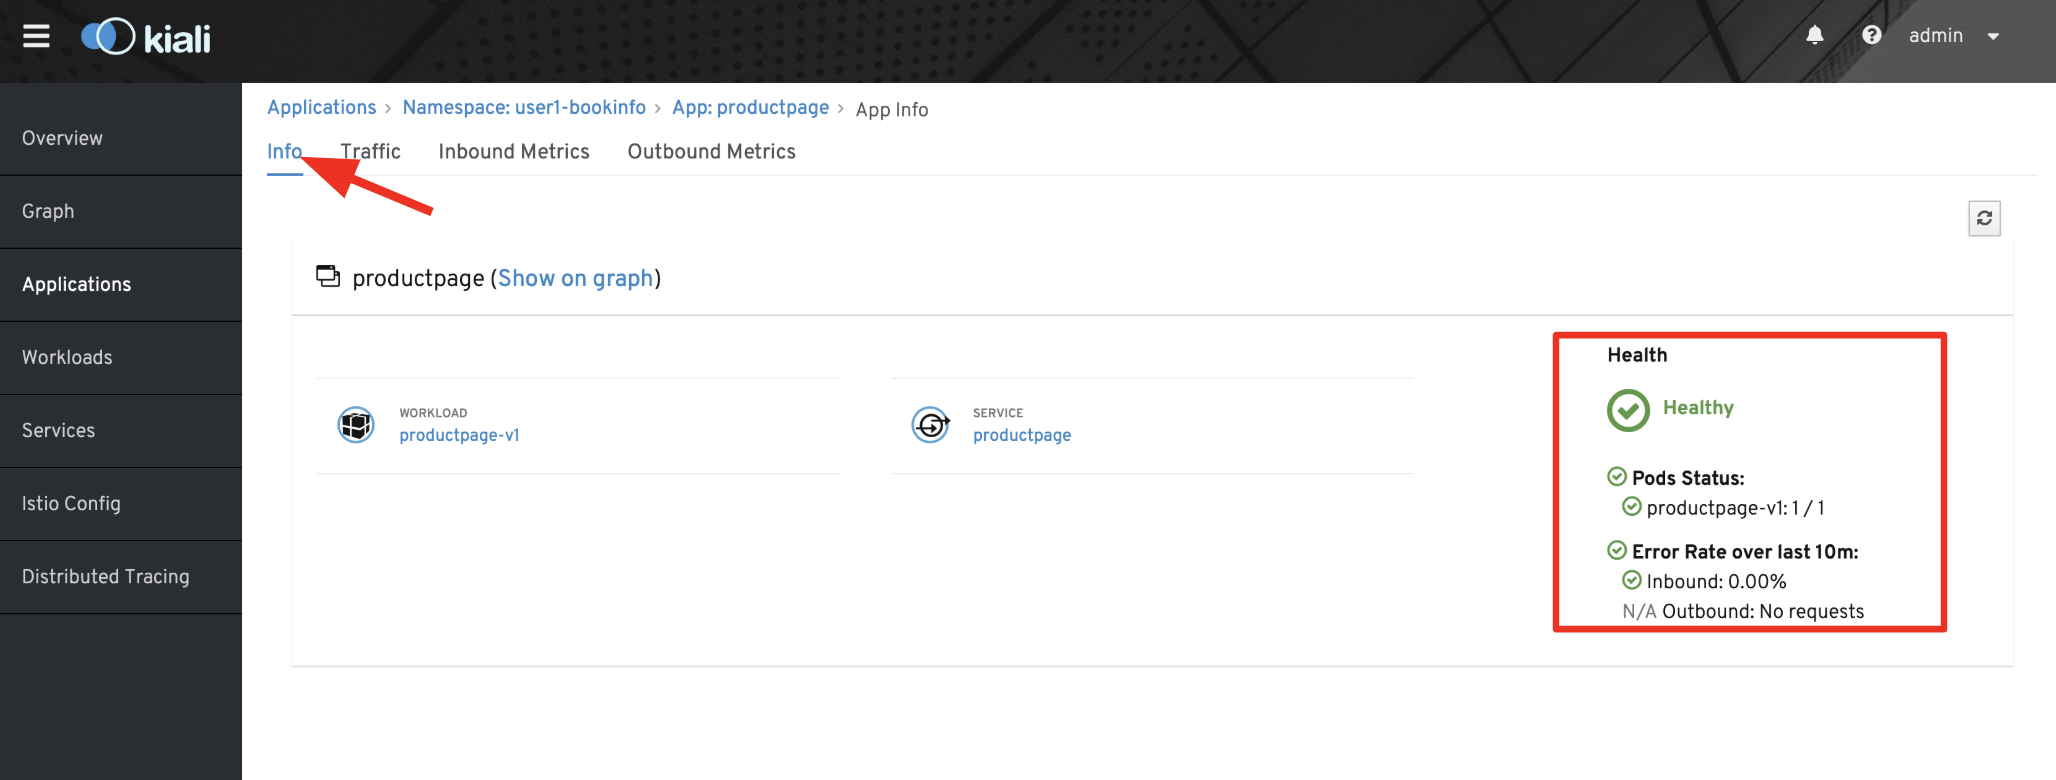 kiali
admin
Overview
Graph
Applications
Workloads
Services
Istio Config
Distributed Tracing
Applications › Namespace: user1-bookinfo › App: productpage › App Info
Info Traffic Inbound Metrics Outbound Metrics
productpage (Show on graph)
WORKLOAD
productpage-v1
SERVICE
productpage
Health
Healthy
Pods Status:
productpage-v1: 1 / 1
Error Rate over last 10m:
Inbound: 0.00%
N/A Outbound: No requests